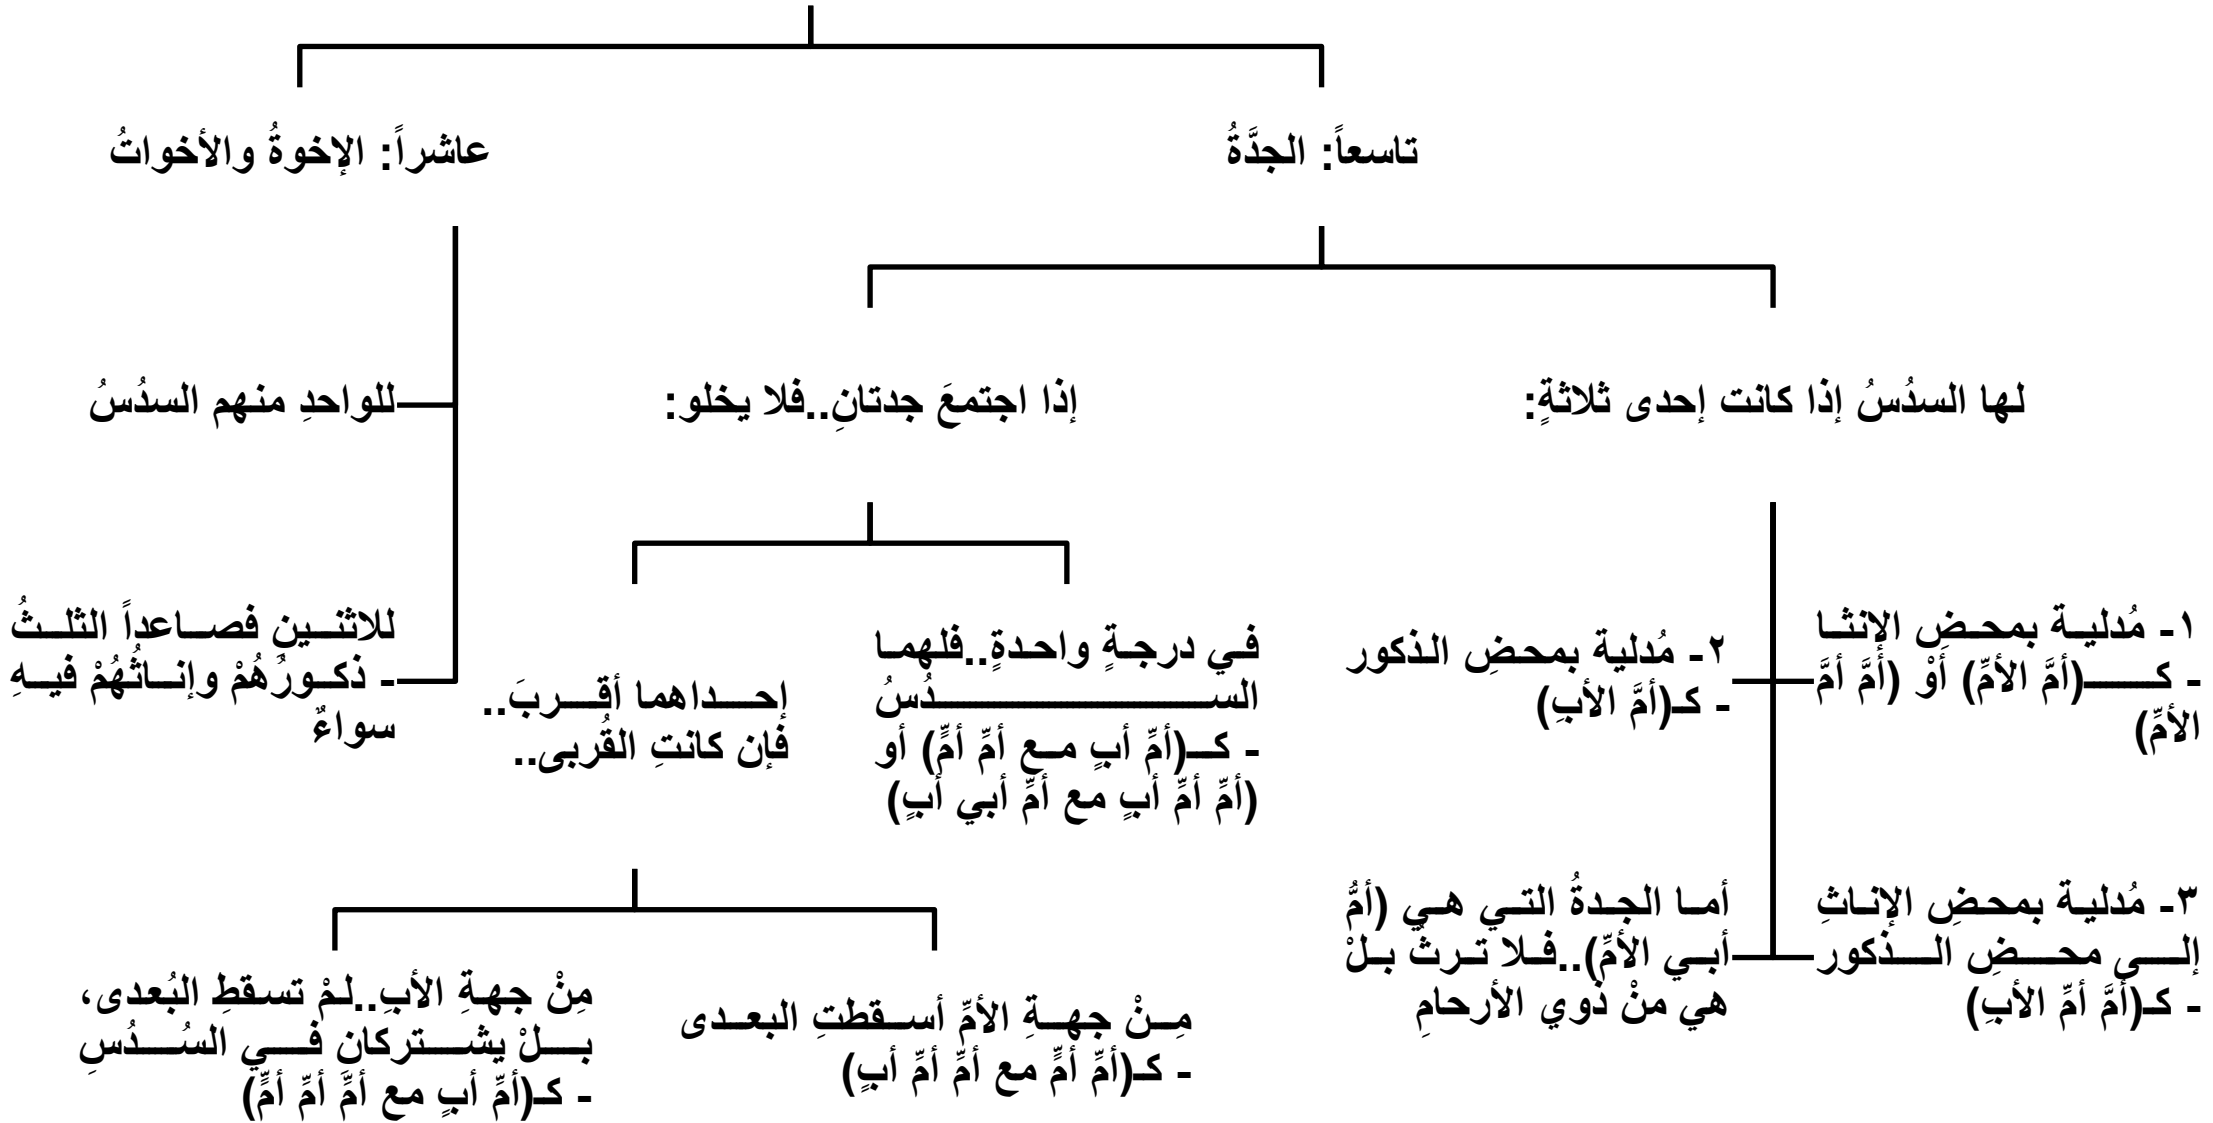 تاسعاً: الجدَّةُ
عاشراً: الإخوةُ والأخواتُ
لها السدُسُ إذا كانت إحدى ثلاثةٍ:
إذا اجتمعَ جدتانِ..فلا يخلو:
للواحدِ منهم السدُسُ
١- مُدلية بمحضِ الإنثا
- كـ(أمَّ الأمِّ) أوْ (أمَّ أمَّ
الأمِّ)
٢- مُدلية بمحضِ الذكور
- كـ(أمَّ الأبِ)
في درجةٍ واحدةٍ..فلهما
السدُسُ
- كـ(أمِّ أبٍ مع أمِّ أمٍّ) أو
(أمِّ أمِّ أبٍ مع أمِّ أبي أبٍ)
إحداهما أقربَ..
فإن كانتِ القُربى..
للاثنينِ فصاعداً الثلثُ
- ذكورُهُمْ وإناثُهُمْ فيهِ
سواءٌ
٣- مُدلية بمحضِ الإناثِ
إلى محضِ الذكور
- كـ(أمَّ أمِّ الأبِ)
أما الجدةُ التي هي (أمُّ
أبي الأمِّ)..فلا ترثُ بلْ
هي منْ ذوي الأرحامِ
مِنْ جهةِ الأمِّ أسقطتِ البعدى
- كـ(أمِّ أمٍّ مع أمِّ أمِّ أبٍ)
مِنْ جهةِ الأبِ..لمْ تسقطِ البُعدى،
بلْ يشتركانِ في السُدُسِ
- كـ(أمِّ أبٍ مع أمِّ أمِّ أمٍّ)